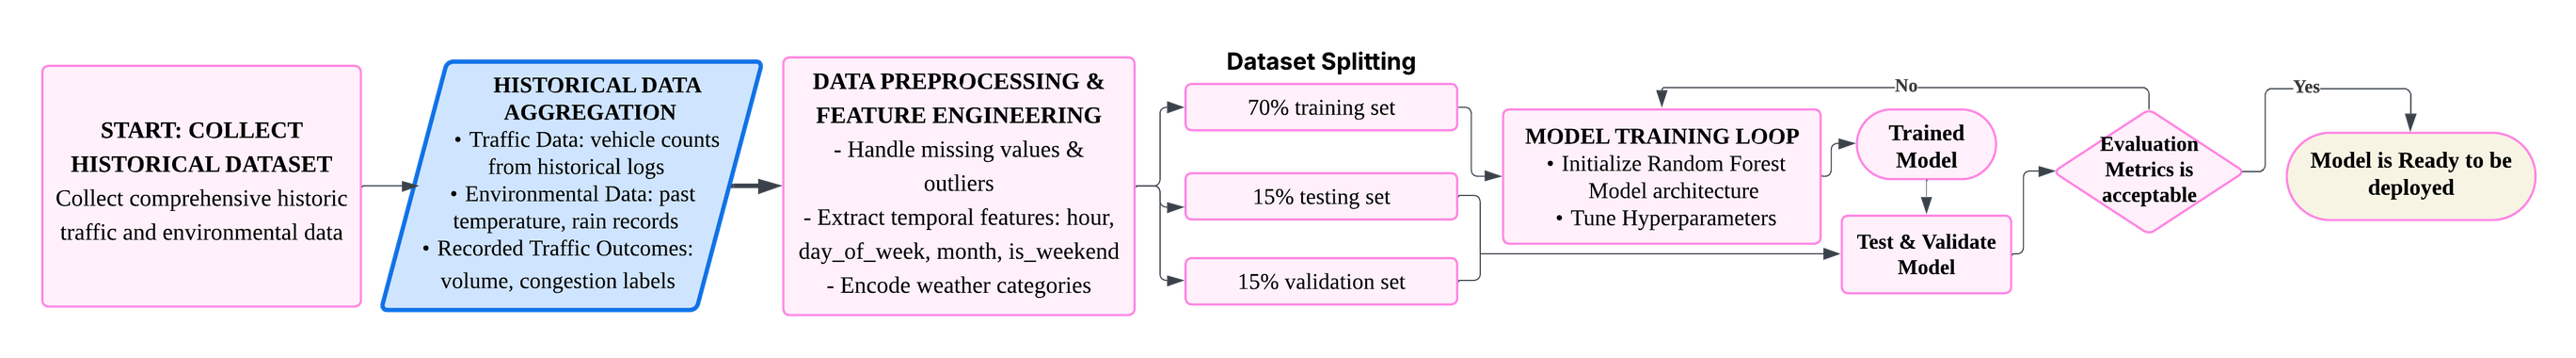 START: COLLECT
HISTORICAL DATASET
Collect comprehensive historic
traffic and environmental data
HISTORICAL DATA
AGGREGATION
• Traffic Data: vehicle counts
from historical logs
• Environmental Data: past
temperature, rain records
• Recorded Traffic Outcomes:
volume, congestion labels
DATA PREPROCESSING &
FEATURE ENGINEERING
- Handle missing values &
outliers
- Extract temporal features: hour,
day_of_week, month, is_weekend
- Encode weather categories
Dataset Splitting
70% training set
15% testing set
15% validation set
MODEL TRAINING LOOP
• Initialize Random Forest
Model architecture
• Tune Hyperparameters
Trained
Model
Test & Validate
Model
No
Evaluation
Metrics is
acceptable
Yes
Model is Ready to be
deployed